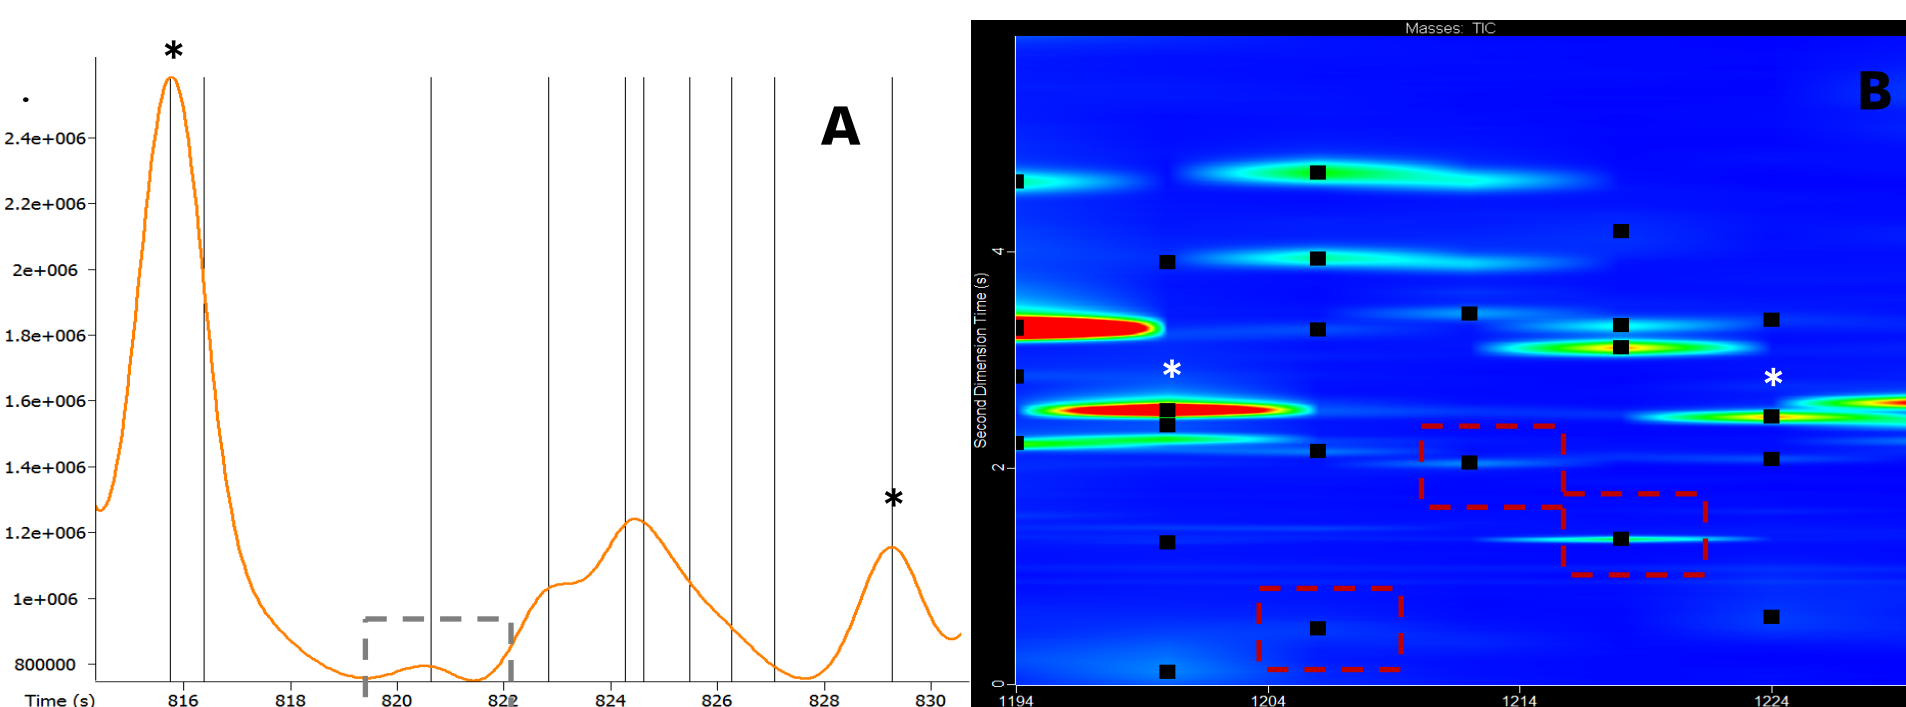 *
A
2.4e+006
2.2e+006
2e+006
1.8e+006
1.6e+006
*
1.4e+006
1.2e+006
1e+006
800000
Time (s) 816 818 820 822 824 826 828 830
Masses: TIC
B
4
*
*
Second Dimension Time (s)
2
0
1194 1204 1214 1224